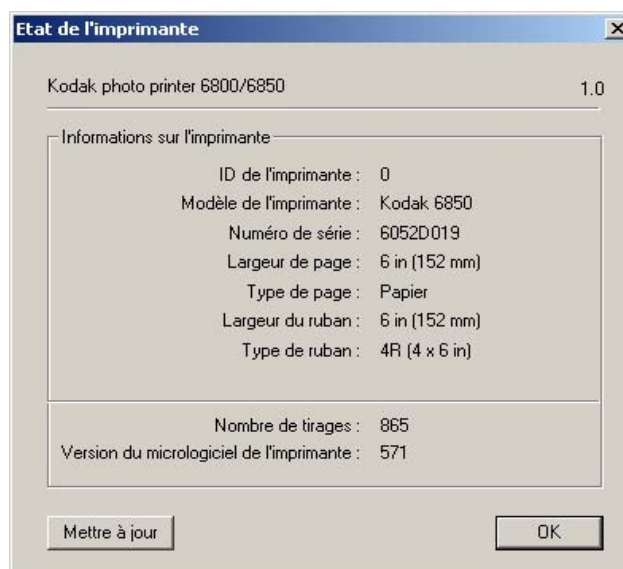 Etat de l'imprimante
Kodak photo printer 6800/6850 1.0
Informations sur l'imprimante
ID de l'imprimante : 0
Modèle de l'imprimante : Kodak 6850
Numéro de série : 6052D019
Largeur de page : 6 in (152 mm)
Type de page : Papier
Largeur du ruban : 6 in (152 mm)
Type de ruban : 4R (4 x 6 in)
Nombre de tirages : 865
Version du micrologiciel de l'imprimante : 571
Mettre à jour OK